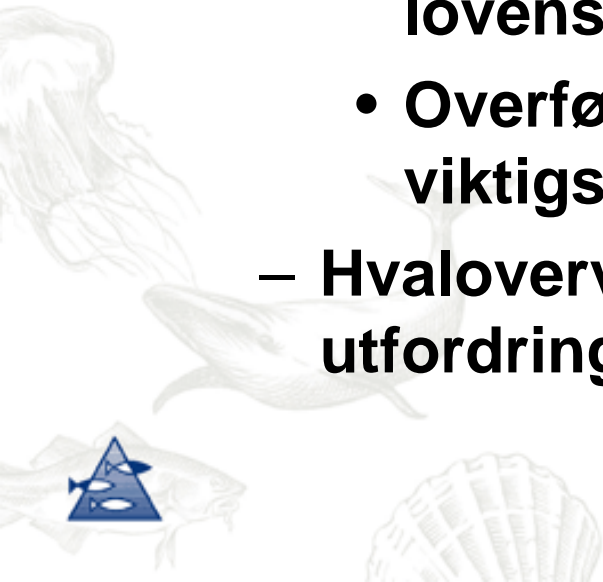 lovens
• Overfø
viktigs
– Hvaloverv
utfordring